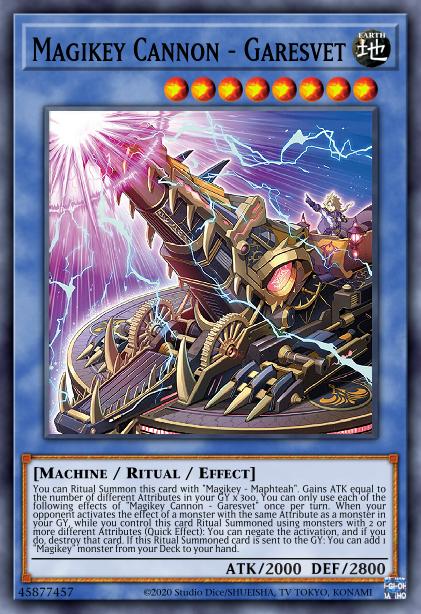 Magikey Cannon - Garesvet
EARTH
地
[Machine / Ritual / Effect]
You can Ritual Summon this card with "Magikey - Maphteah". Gains ATK equal to
the number of different Attributes in your GY x 300. You can only use each of the
following effects of "Magikey Cannon - Garesvet" once per turn. When your
opponent activates the effect of a monster with the same Attribute as a monster in
your GY, while you control this card Ritual Summoned using monsters with 2 or
more different Attributes (Quick Effect): You can negate the activation, and if you
do, destroy that card. If this Ritual Summoned card is sent to the GY: You can add 1
"Magikey" monster from your Deck to your hand.
ATK/2000 DEF/2800
45877457
©2020 Studio Dice/SHUEISHA, TV TOKYO, KONAMI